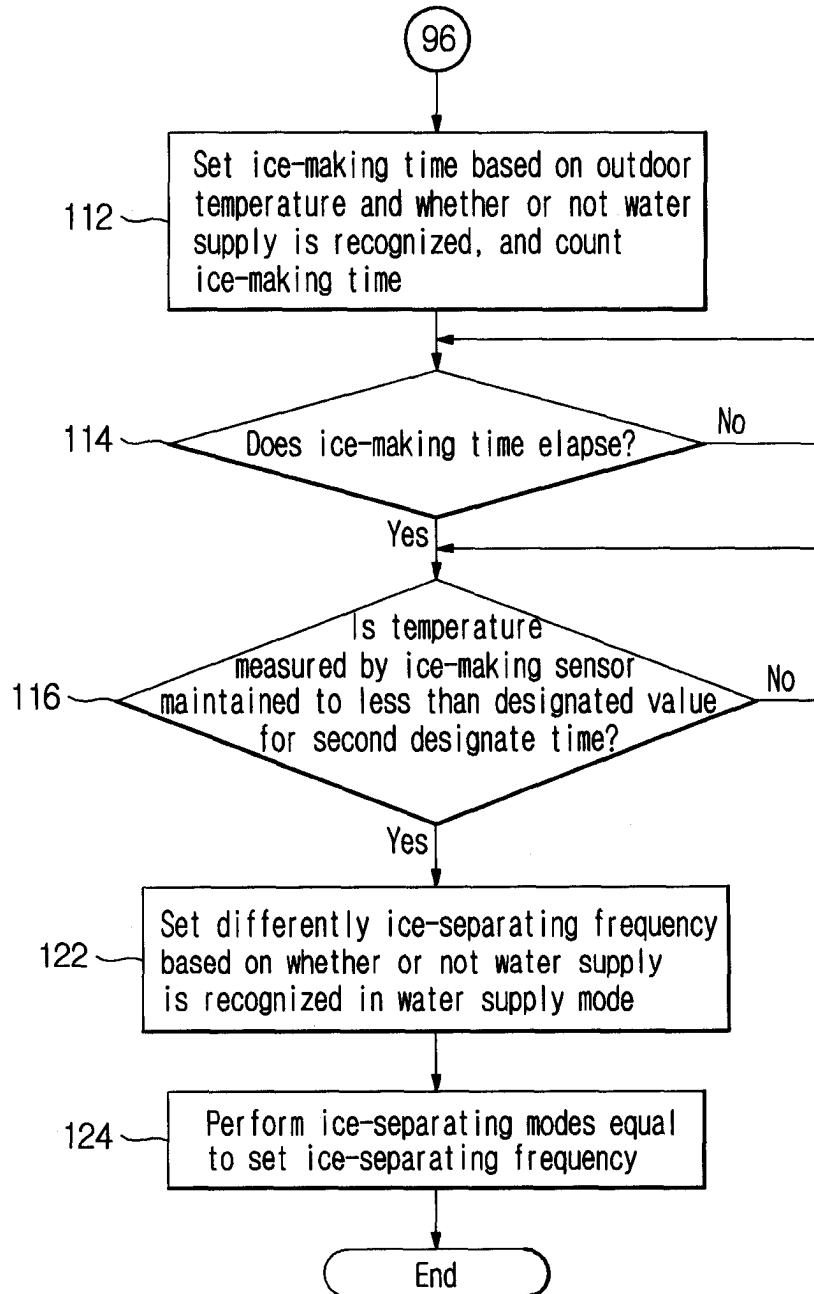 96
Set ice-making time based on outdoor
temperature and whether or not water
supply is recognized, and count
ice-making time
112
Does ice-making time elapse?
114
No
Yes
Is temperature
measured by ice-making sensor
maintained to less than designated value
for second designate time?
116
No
Yes
Set differently ice-separating frequency
based on whether or not water supply
is recognized in water supply mode
122
Perform ice-separating modes equal
to set ice-separating frequency
124
End